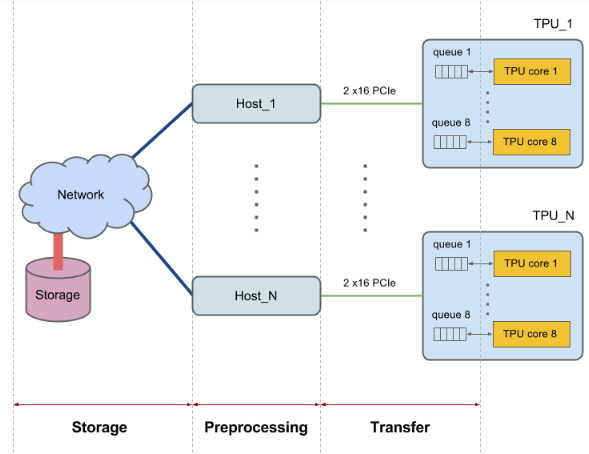 TPU_1
queue 1
TPU core 1
2 x16 PCIe
Host_1
queue 8
TPU core 8
Network
TPU_N
queue 1
TPU core 1
Storage
Host_N
2 x16 PCIe
queue 8
TPU core 8
Storage
Preprocessing
Transfer